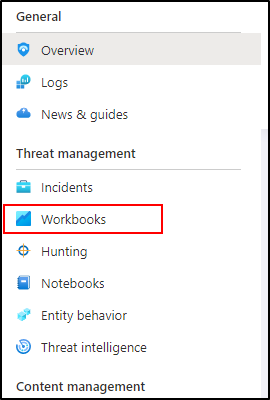 General
Overview
Logs
News & guides
Threat management
Incidents
Workbooks
Hunting
Notebooks
Entity behavior
Threat intelligence
Content management